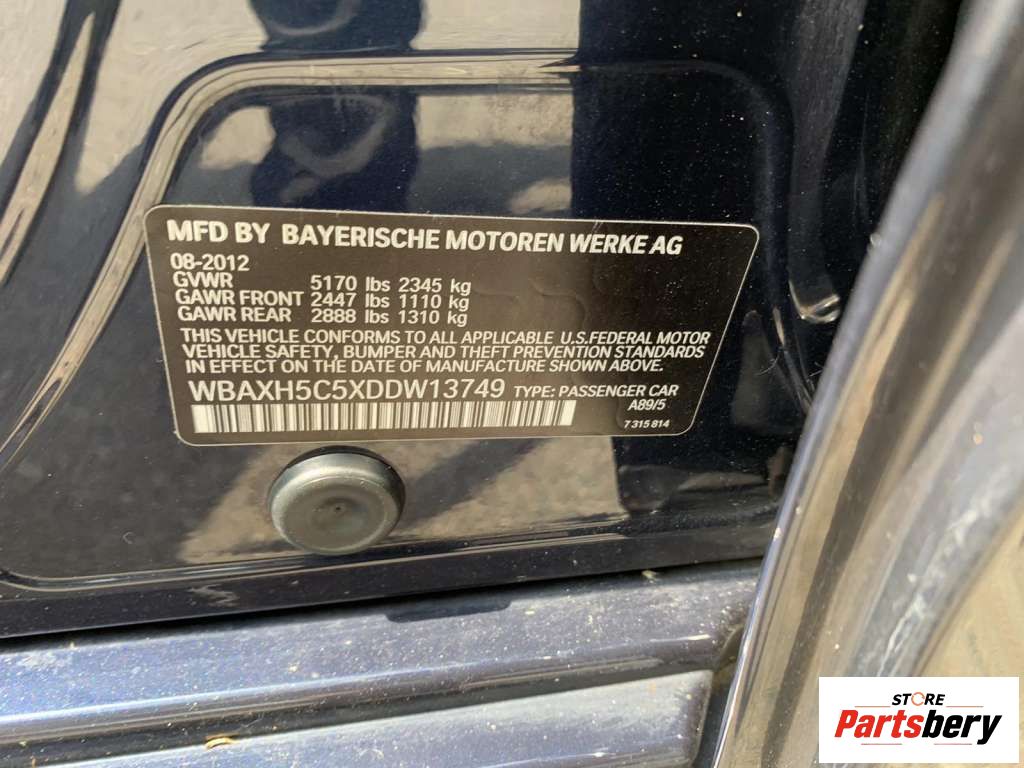 MFD BY BAYERISCHE MOTOREN WERKE AG
08-2012
GVWR 5170 lbs 2345 kg
GAWR FRONT 2447 lbs 1110 kg
GAWR REAR 2888 lbs 1310 kg
THIS VEHICLE CONFORMS TO ALL APPLICABLE U.S.FEDERAL MOTOR
VEHICLE SAFETY, BUMPER AND THEFT PREVENTION STANDARDS
IN EFFECT ON THE DATE OF MANUFACTURE SHOWN ABOVE.
WBAXH5C5XDDW13749 TYPE: PASSENGER CAR
A89/5
7 315 814
STORE
Partsbery